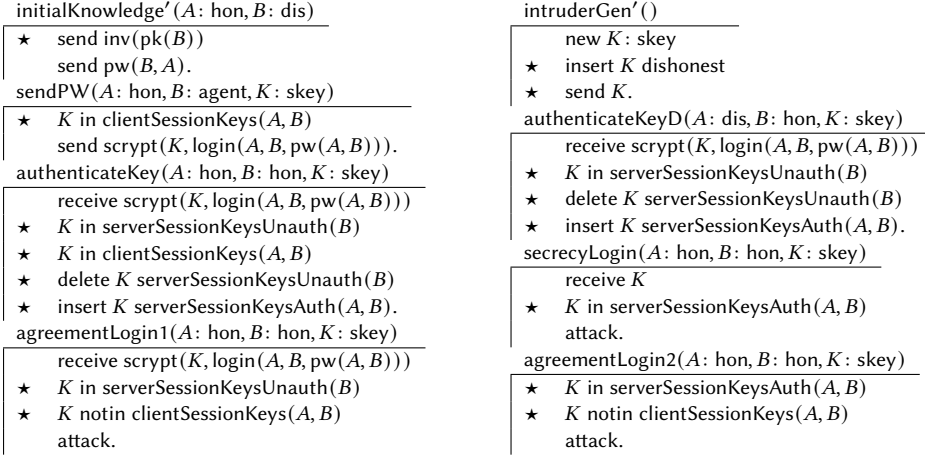 initialKnowledge′(A: hon, B: dis)
★ send inv(pk(B))
send pw(B, A).
sendPW(A: hon, B: agent, K: skey)
★ K in clientSessionKeys(A, B)
send scrypt(K, login(A, B, pw(A, B))).
authenticateKey(A: hon, B: hon, K: skey)
receive scrypt(K, login(A, B, pw(A, B)))
★ K in serverSessionKeysUnauth(B)
★ K in clientSessionKeys(A, B)
★ delete K serverSessionKeysUnauth(B)
★ insert K serverSessionKeysAuth(A, B).
agreementLogin1(A: hon, B: hon, K: skey)
receive scrypt(K, login(A, B, pw(A, B)))
★ K in serverSessionKeysUnauth(B)
★ K notin clientSessionKeys(A, B)
attack.
intruderGen′()
new K: skey
★ insert K dishonest
★ send K.
authenticateKeyD(A: dis, B: hon, K: skey)
receive scrypt(K, login(A, B, pw(A, B)))
★ K in serverSessionKeysUnauth(B)
★ delete K serverSessionKeysUnauth(B)
★ insert K serverSessionKeysAuth(A, B).
secrecyLogin(A: hon, B: hon, K: skey)
receive K
★ K in serverSessionKeysAuth(A, B)
attack.
agreementLogin2(A: hon, B: hon, K: skey)
★ K in serverSessionKeysAuth(A, B)
★ K notin clientSessionKeys(A, B)
attack.